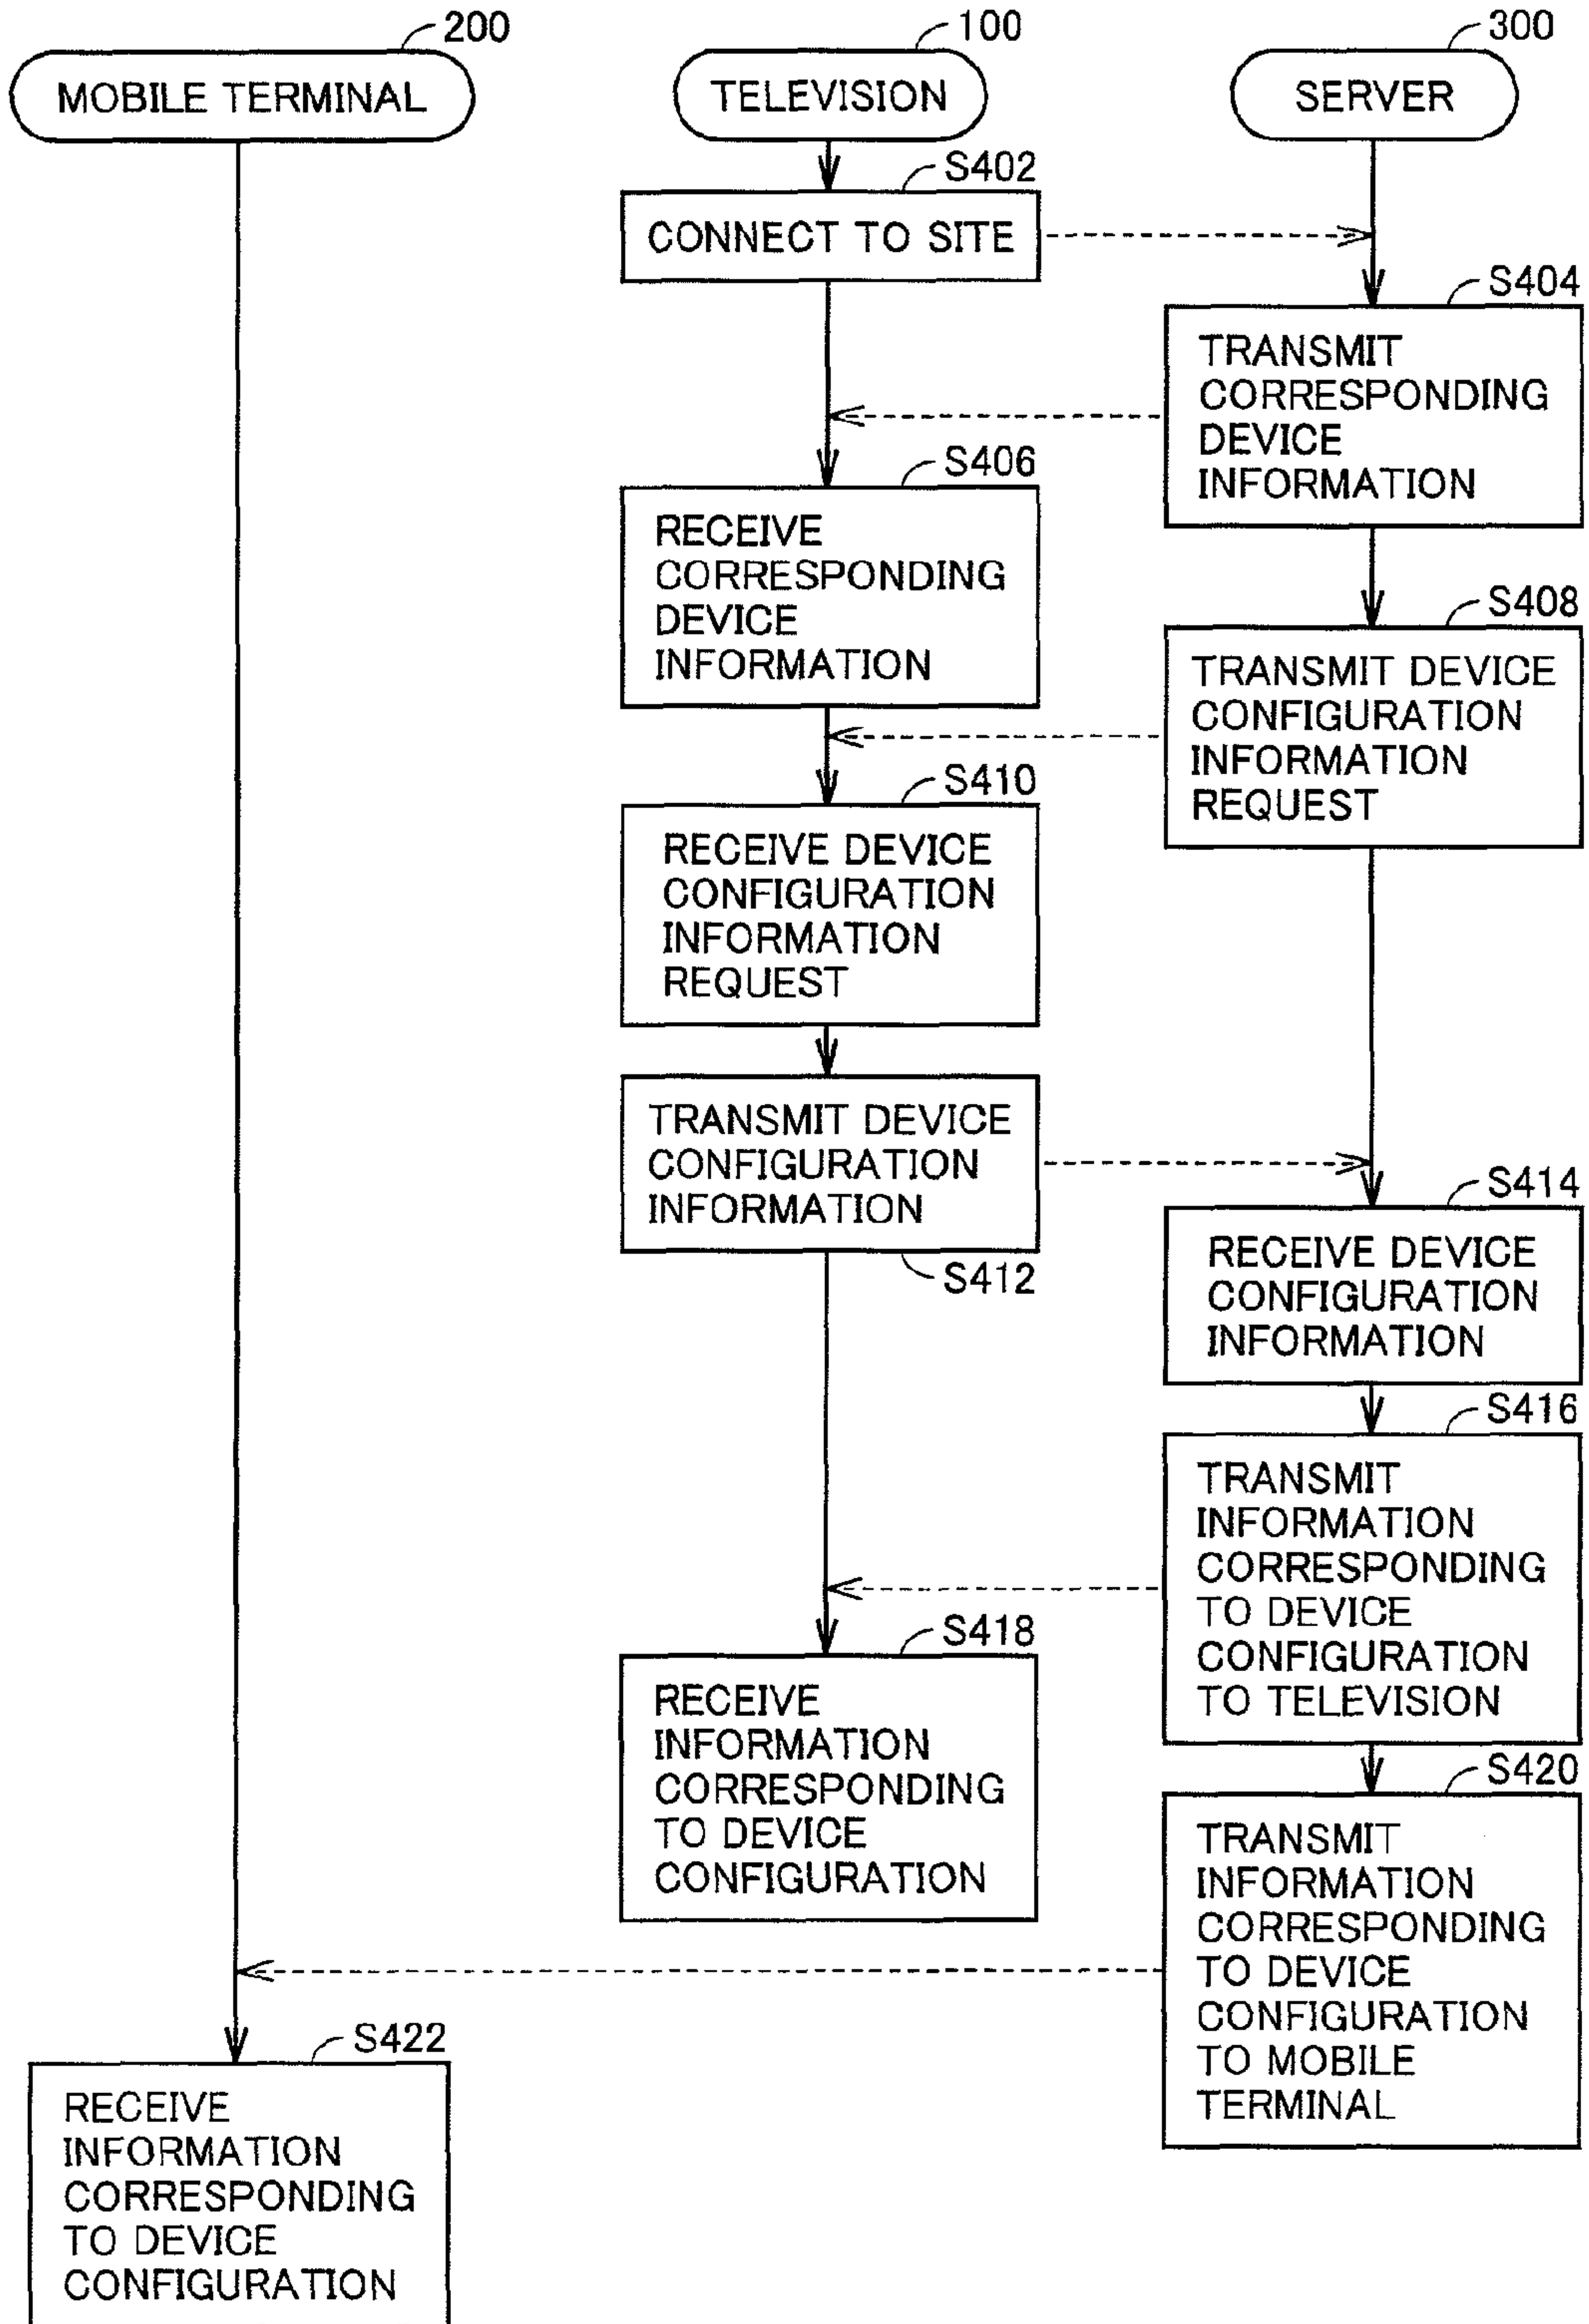 200
100
300
MOBILE TERMINAL
TELEVISION
SERVER
S402
CONNECT TO SITE
S404
TRANSMIT
CORRESPONDING
DEVICE
INFORMATION
S406
RECEIVE
CORRESPONDING
DEVICE
INFORMATION
S408
TRANSMIT DEVICE
CONFIGURATION
INFORMATION
REQUEST
S410
RECEIVE DEVICE
CONFIGURATION
INFORMATION
REQUEST
TRANSMIT DEVICE
CONFIGURATION
INFORMATION
S412
S414
RECEIVE DEVICE
CONFIGURATION
INFORMATION
S416
TRANSMIT
INFORMATION
CORRESPONDING
TO DEVICE
CONFIGURATION
TO TELEVISION
S418
RECEIVE
INFORMATION
CORRESPONDING
TO DEVICE
CONFIGURATION
S420
TRANSMIT
INFORMATION
CORRESPONDING
TO DEVICE
CONFIGURATION
TO MOBILE
TERMINAL
S422
RECEIVE
INFORMATION
CORRESPONDING
TO DEVICE
CONFIGURATION